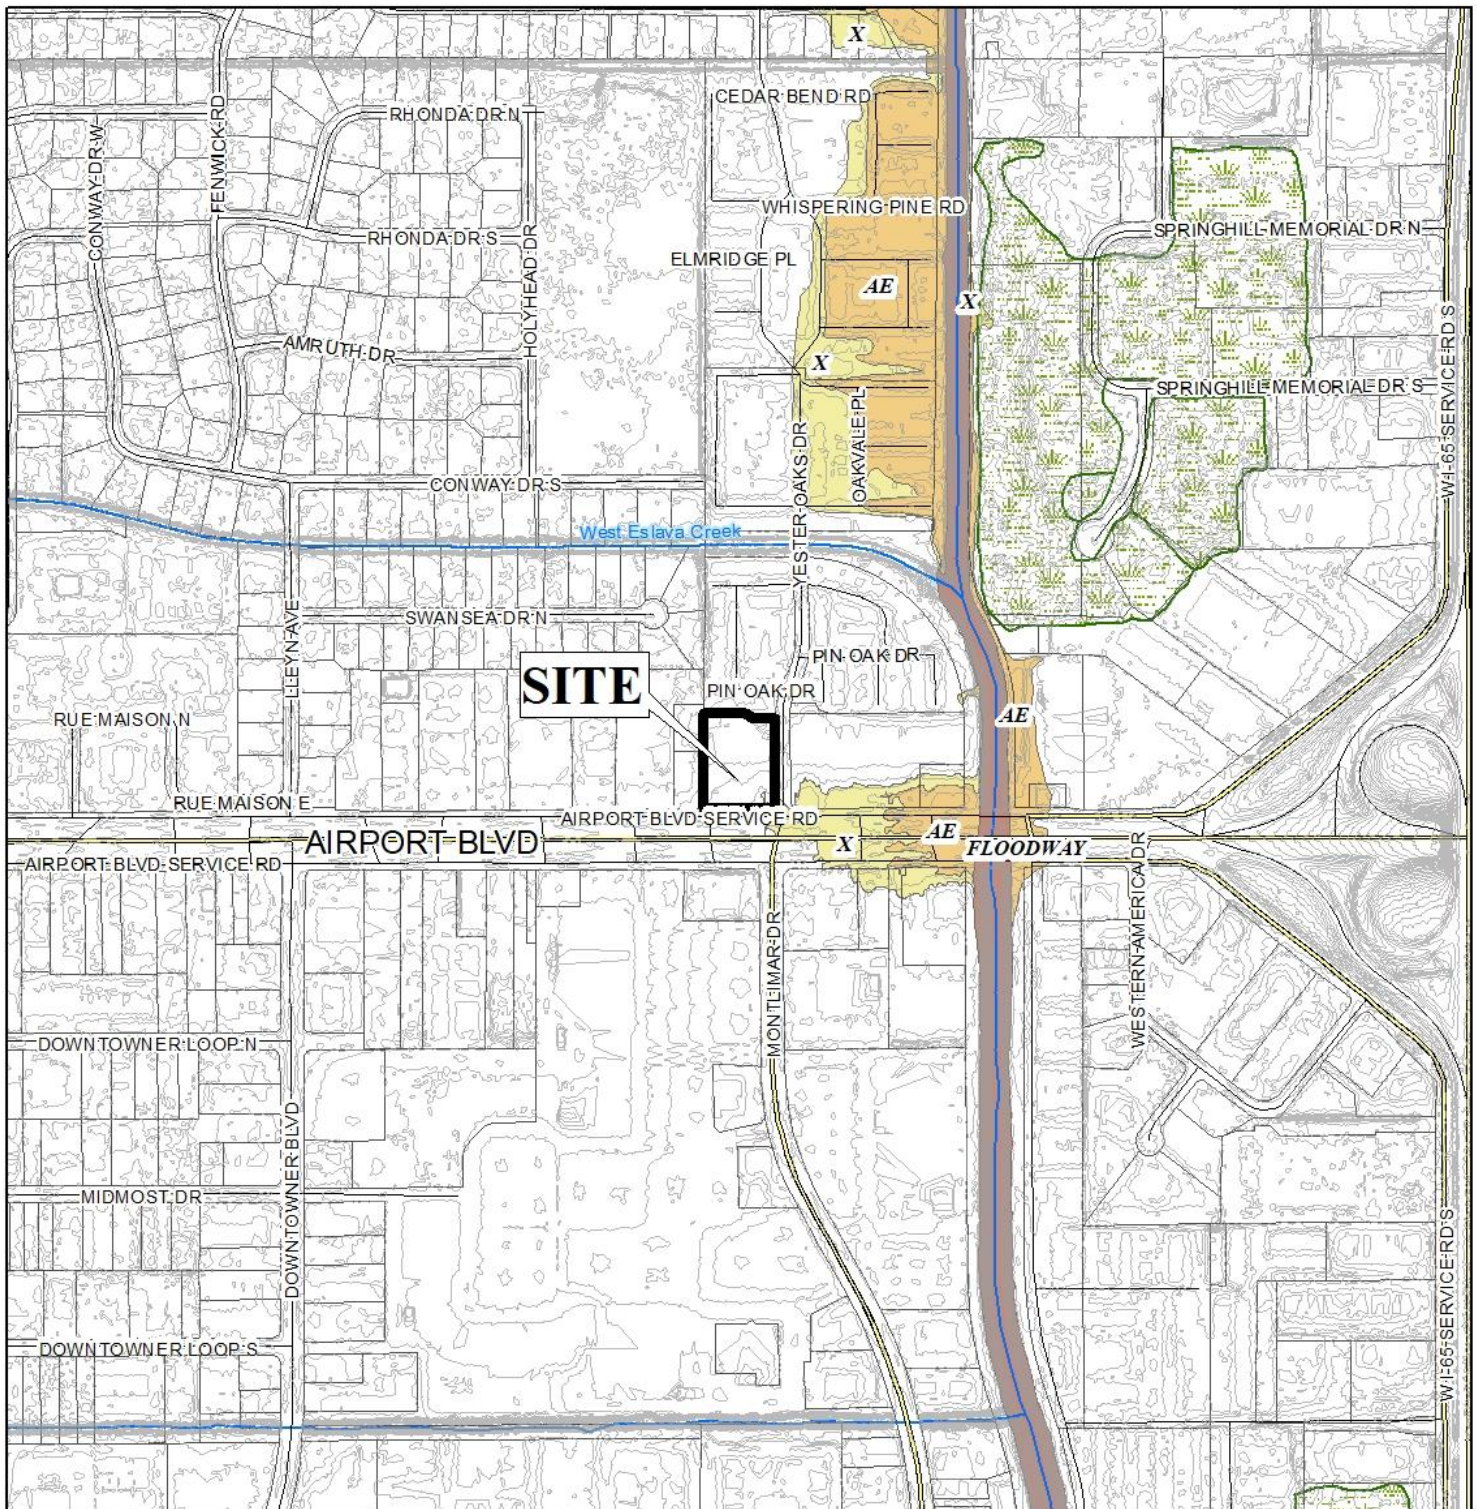 X
CEDAR BEND RD
RHONDA DR N
FENWICK RD
CONWAY DR W
WHISPERING PINE RD
SPRINGHILL MEMORIAL DR N
RHONDA DR S
HOLYHEAD DR
ELMRIDGE PL
AE
X
W I-65 SERVICE RD S
AMRUTH DR
X
SPRINGHILL MEMORIAL DR S
OAKVALE PL
YESTER OAKS DR
CONWAY DR S
West Eslava Creek
SWANSEA DR N
LLEYN AVE
PIN OAK DR
SITE
PIN OAK DR
RUE MAISON N
AE
RUE MAISON E
AIRPORT BLVD SERVICE RD
AIRPORT BLVD
X
AE
FLOODWAY
AIRPORT BLVD SERVICE RD
WESTERN AMERICA DR
MONTLIMAR DR
DOWNTOWNER LOOP N
DOWNTOWNER BLVD
MIDMOST DR
W I-65 SERVICE RD S
DOWNTOWNER LOOP S